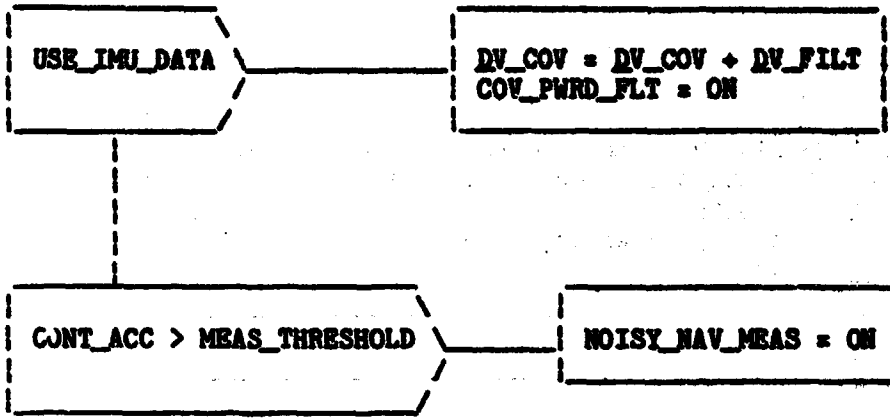 USE_IMU_DATA
DV_COV = DV_COV + DV_FILT
COV_PWRD_FLT = ON
CONT_ACC > MEAS_THRESHOLD
NOISY_NAV_MEAS = ON